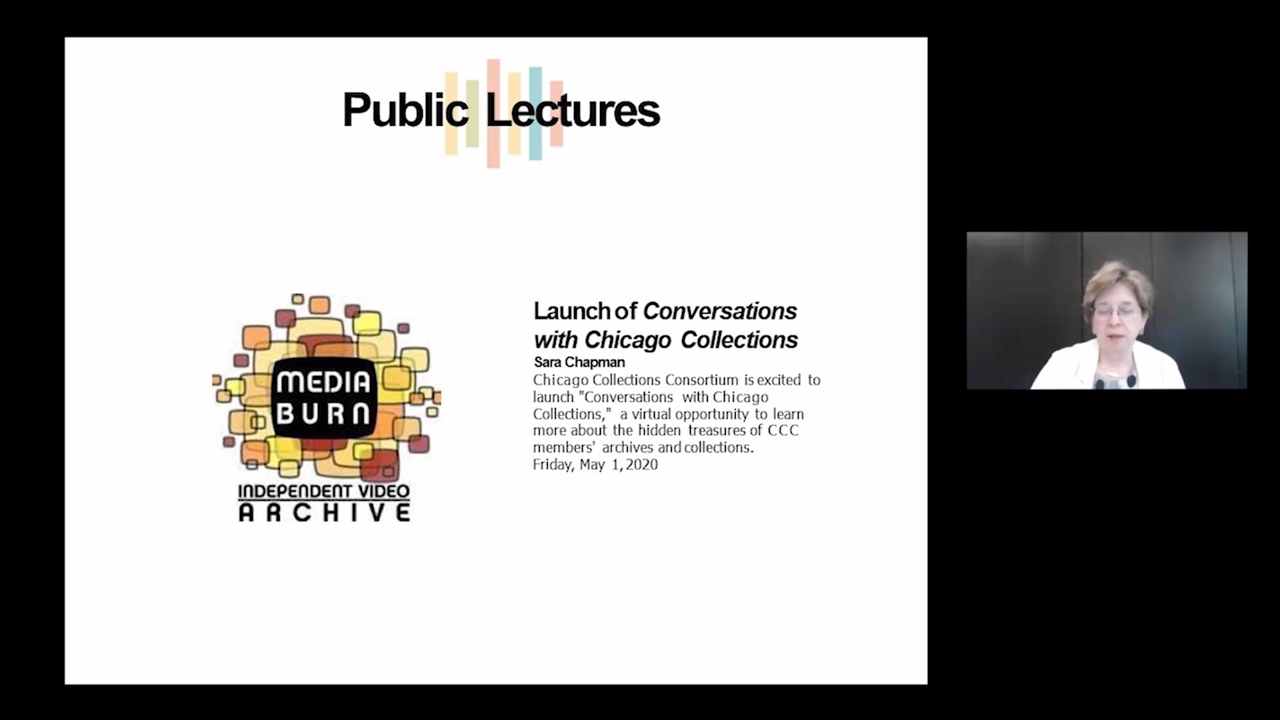 Public Lectures
MEDIA
BURN
INDEPENDENT VIDEO
ARCHIVE
Launch of Conversations
with Chicago Collections
Sara Chapman
Chicago Collections Consortium is excited to
launch "Conversations with Chicago
Collections," a virtual opportunity to learn
more about the hidden treasures of CCC
members' archives and collections.
Friday, May 1, 2020